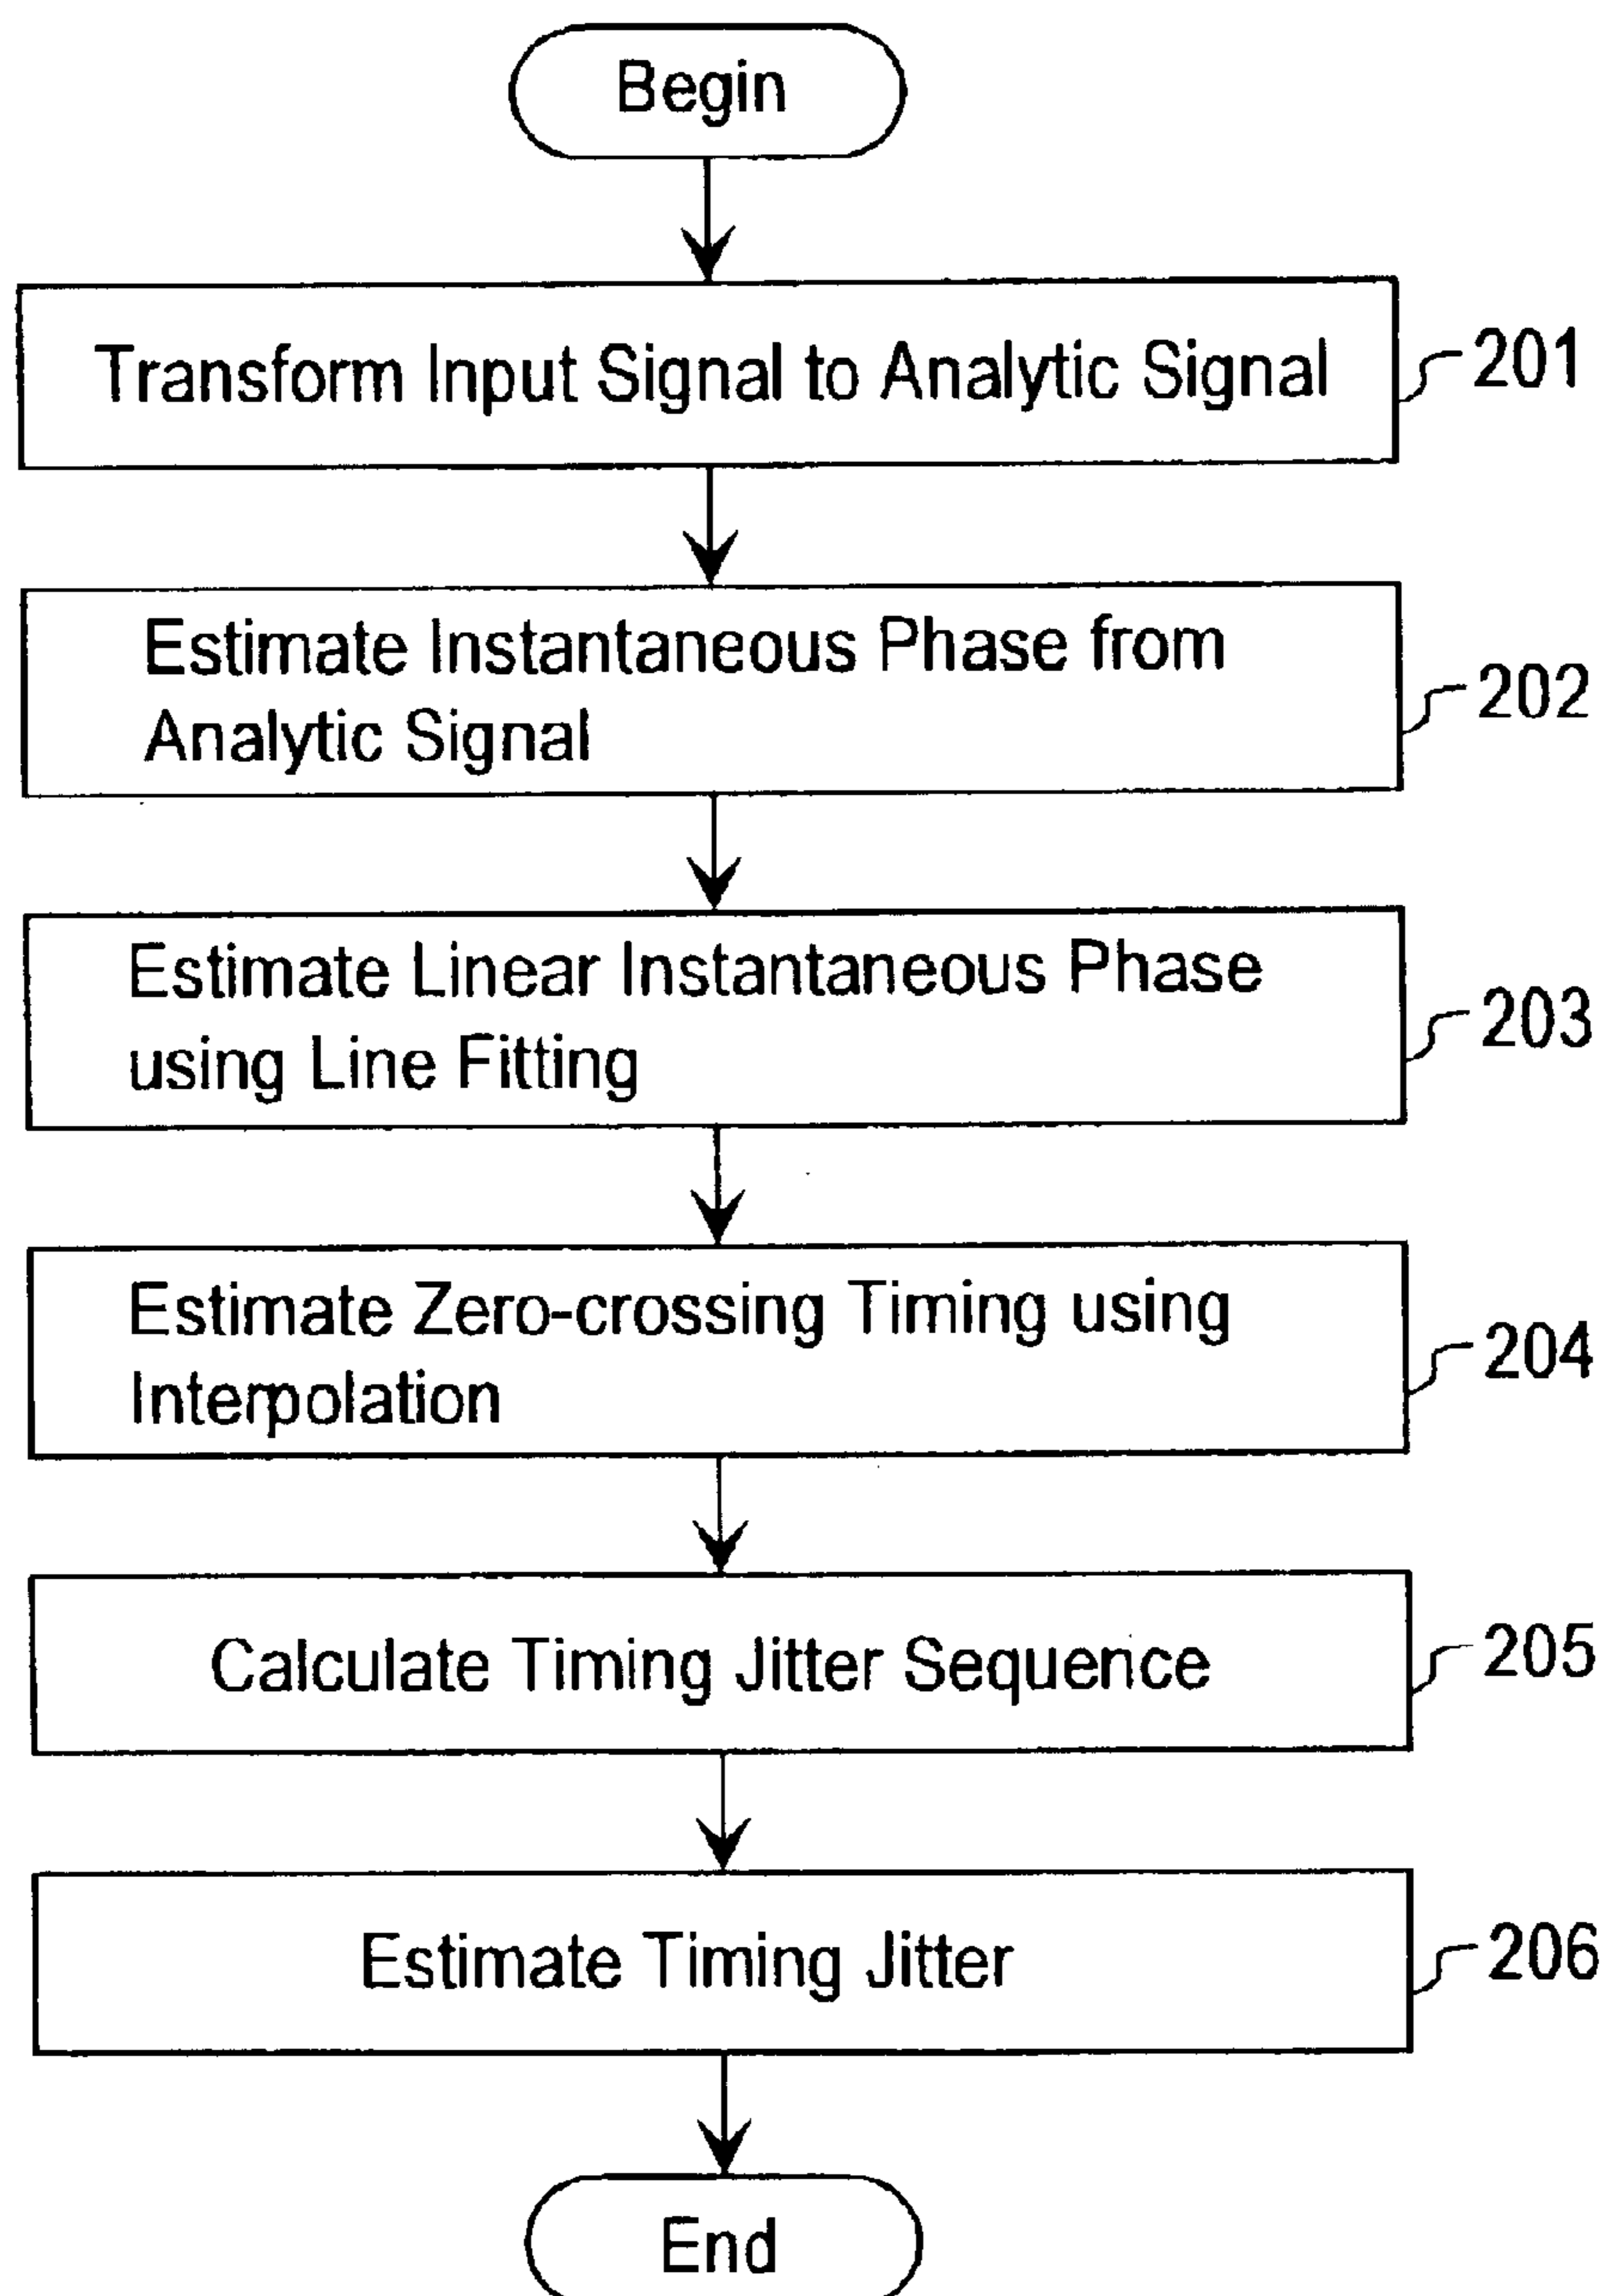 Begin
Transform Input Signal to Analytic Signal
201
Estimate Instantaneous Phase from
Analytic Signal
202
Estimate Linear Instantaneous Phase
using Line Fitting
203
Estimate Zero-crossing Timing using
Interpolation
204
Calculate Timing Jitter Sequence
205
Estimate Timing Jitter
206
End